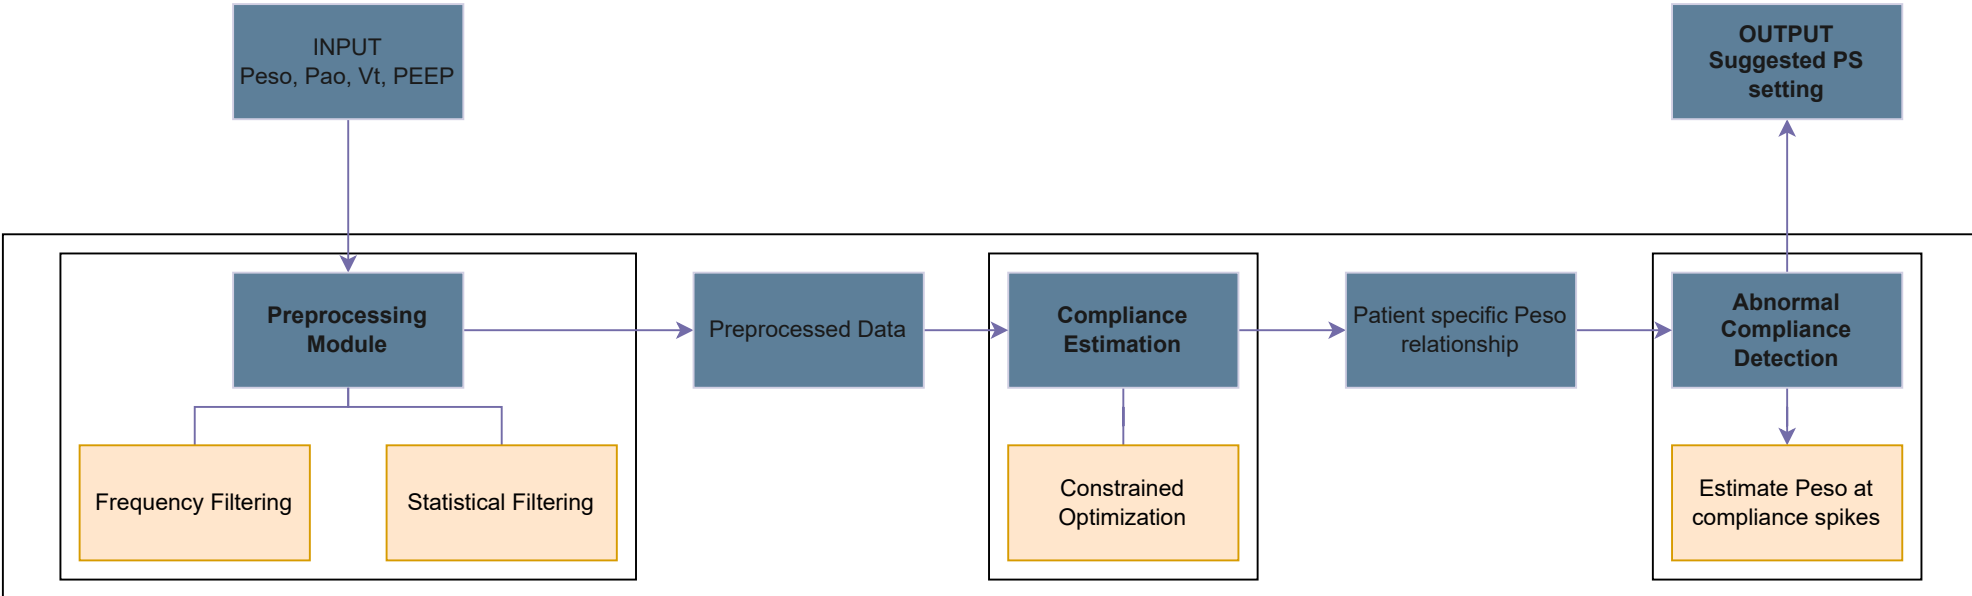 INPUT
Peso, Pao, Vt, PEEP
OUTPUT
Suggested PS
setting
Preprocessing
Module
Preprocessed Data
Compliance
Estimation
Patient specific Peso
relationship
Abnormal
Compliance
Detection
Frequency Filtering
Statistical Filtering
Constrained
Optimization
Estimate Peso at
compliance spikes